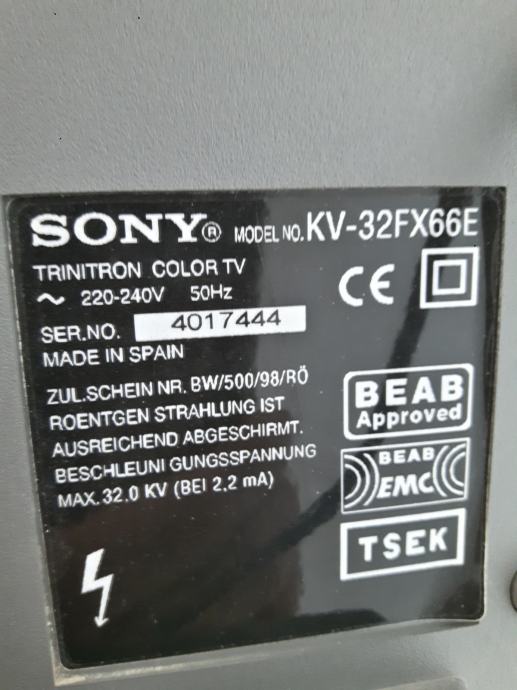 SONY® MODEL NO. KV-32FX66E
TRINITRON COLOR TV
~ 220-240V 50Hz
CE
SER.NO. 4017444
MADE IN SPAIN
ZUL.SCHEIN NR. BW/500/98/RÖ
ROENTGEN STRAHLUNG IST
AUSREICHEND ABGESCHIRMT.
BESCHLEUNI GUNGSSPANNUNG
MAX. 32.0 KV (BEI 2.2 mA)
BEAB
Approved
BEAB
EMC
TSEK